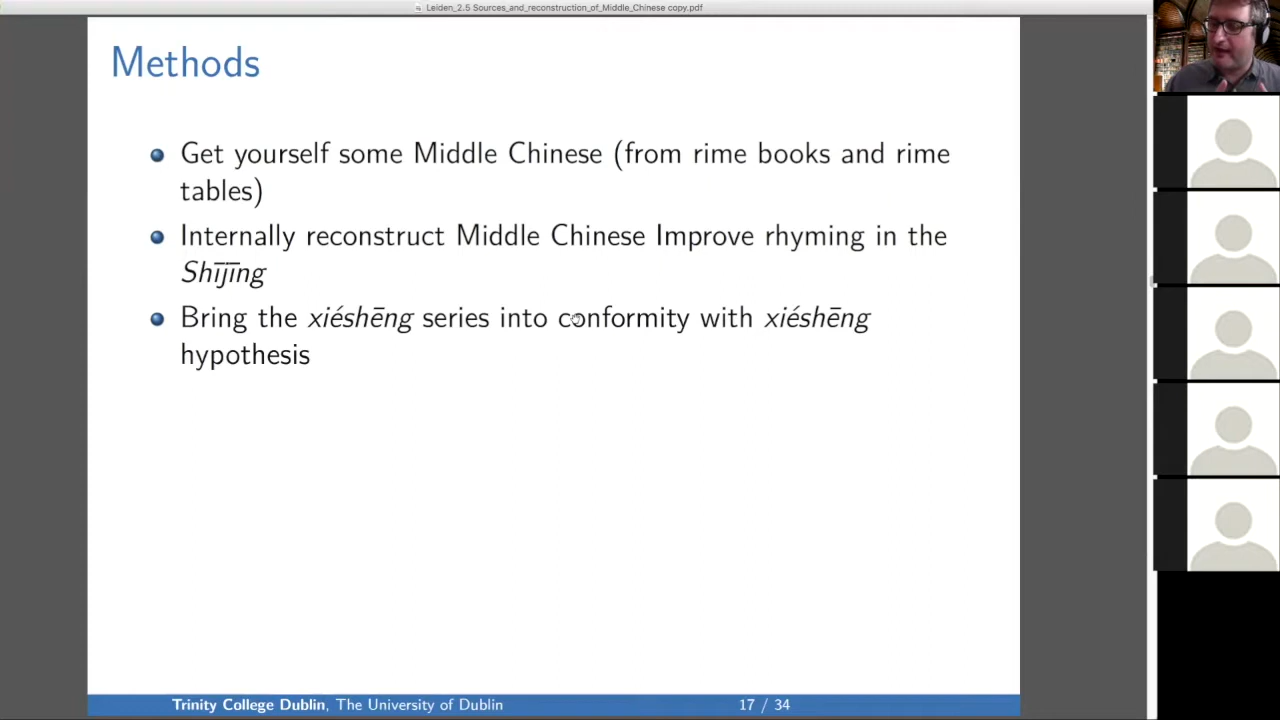 Leiden_2.5 Sources_and_reconstruction_of_Middle_Chinese copy.pdf
Methods
Get yourself some Middle Chinese (from rime books and rime
tables)
Internally reconstruct Middle Chinese Improve rhyming in the
Shījīng
Bring the xiéshēng series into conformity with xiéshēng
hypothesis
Trinity College Dublin, The University of Dublin
17 / 34